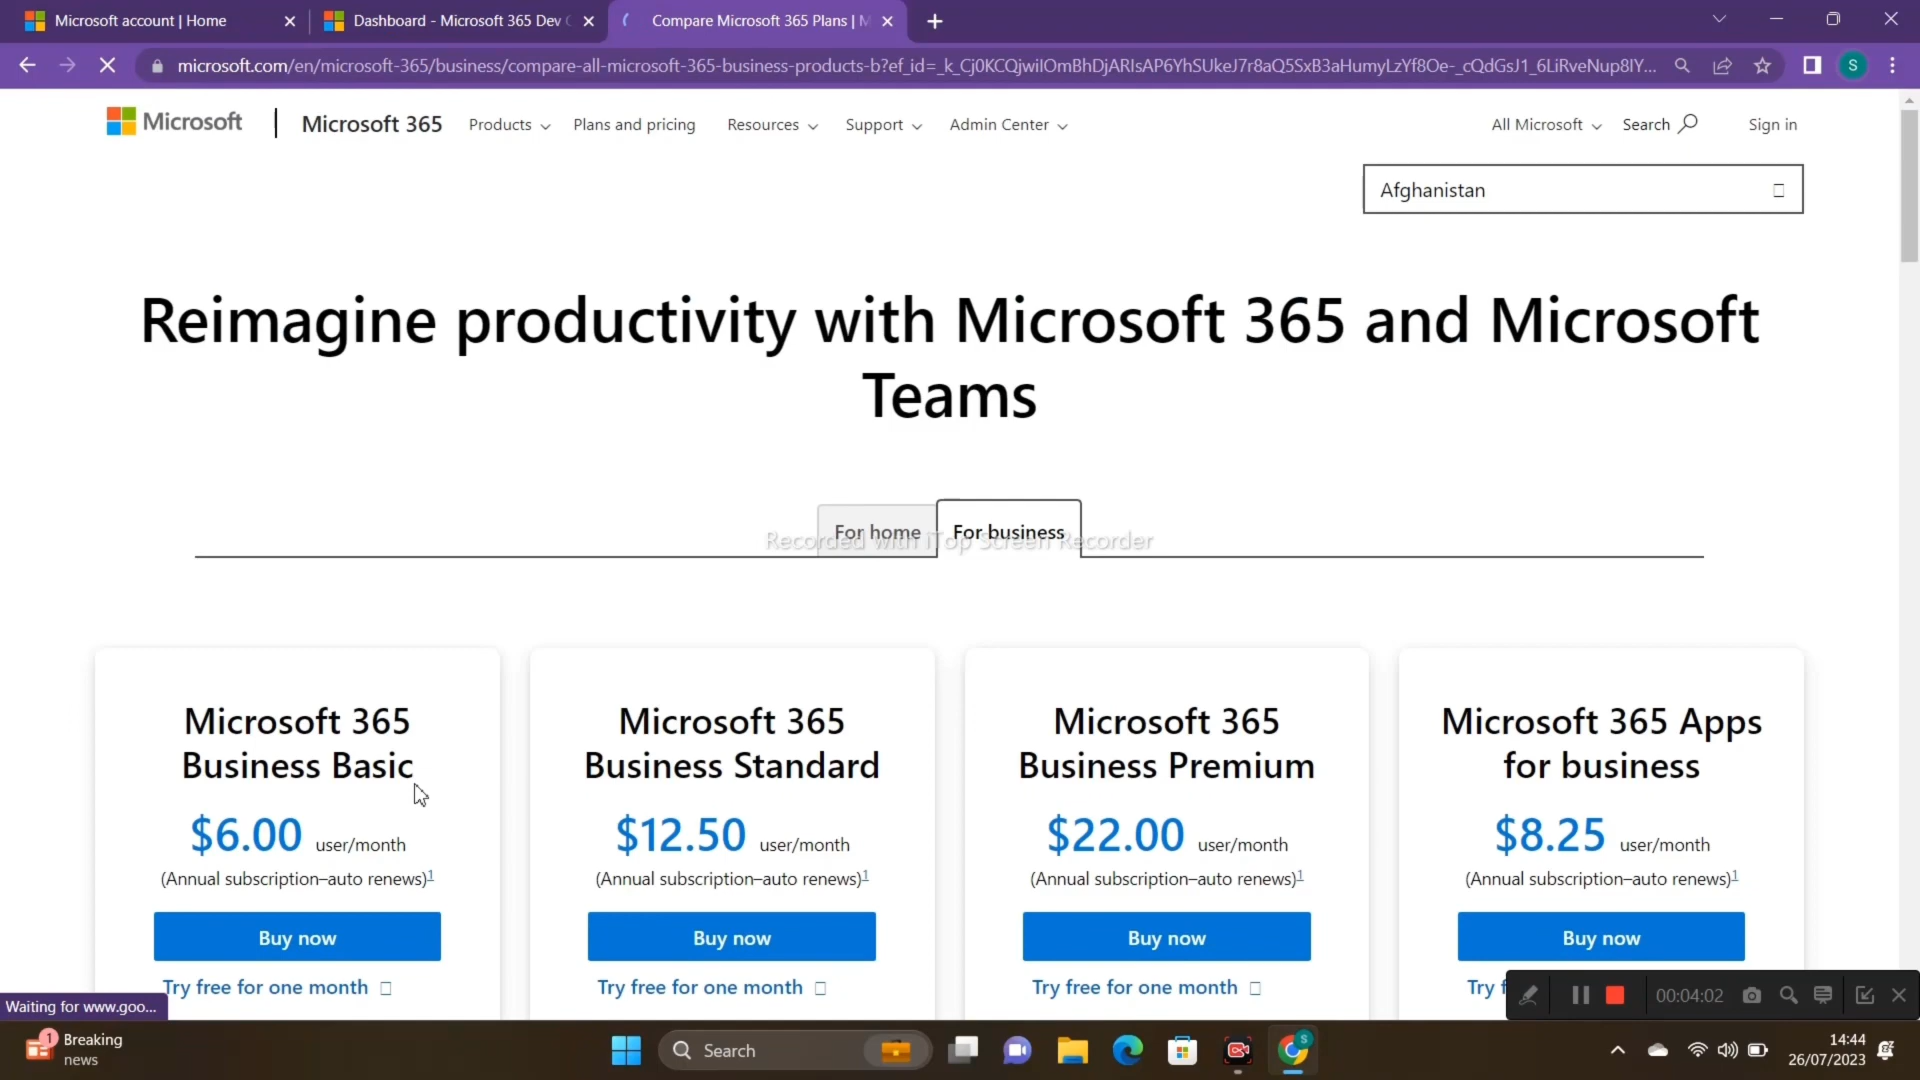 Microsoft account | Home
Dashboard - Microsoft 365 Dev
Compare Microsoft 365 Plans |
microsoft.com/en/microsoft-365/business/compare-all-microsoft-365-business-products-b?ef_id=_k_Cj0KCQjwiIOmBhDjARIsAP6YhSUkeJ7r8aQ5SxB3aHumyLzYf8Oe-_cQdGsJ1_6LiRveNup8IY...
S
Microsoft
Microsoft 365
Products
Plans and pricing
Resources
Support
Admin Center
All Microsoft
Search
Sign in
Afghanistan
Reimagine productivity with Microsoft 365 and Microsoft
Teams
For home
For business
Recorded with iTop Screen Recorder
Microsoft 365
Business Basic
$6.00 user/month
(Annual subscription–auto renews)1
Buy now
Try free for one month
Microsoft 365
Business Standard
$12.50 user/month
(Annual subscription–auto renews)1
Buy now
Try free for one month
Microsoft 365
Business Premium
$22.00 user/month
(Annual subscription–auto renews)1
Buy now
Try free for one month
Microsoft 365 Apps
for business
$8.25 user/month
(Annual subscription–auto renews)1
Buy now
Try
00:04:02
Waiting for www.goo...
1
Breaking
news
Search
S
14:44
26/07/2023